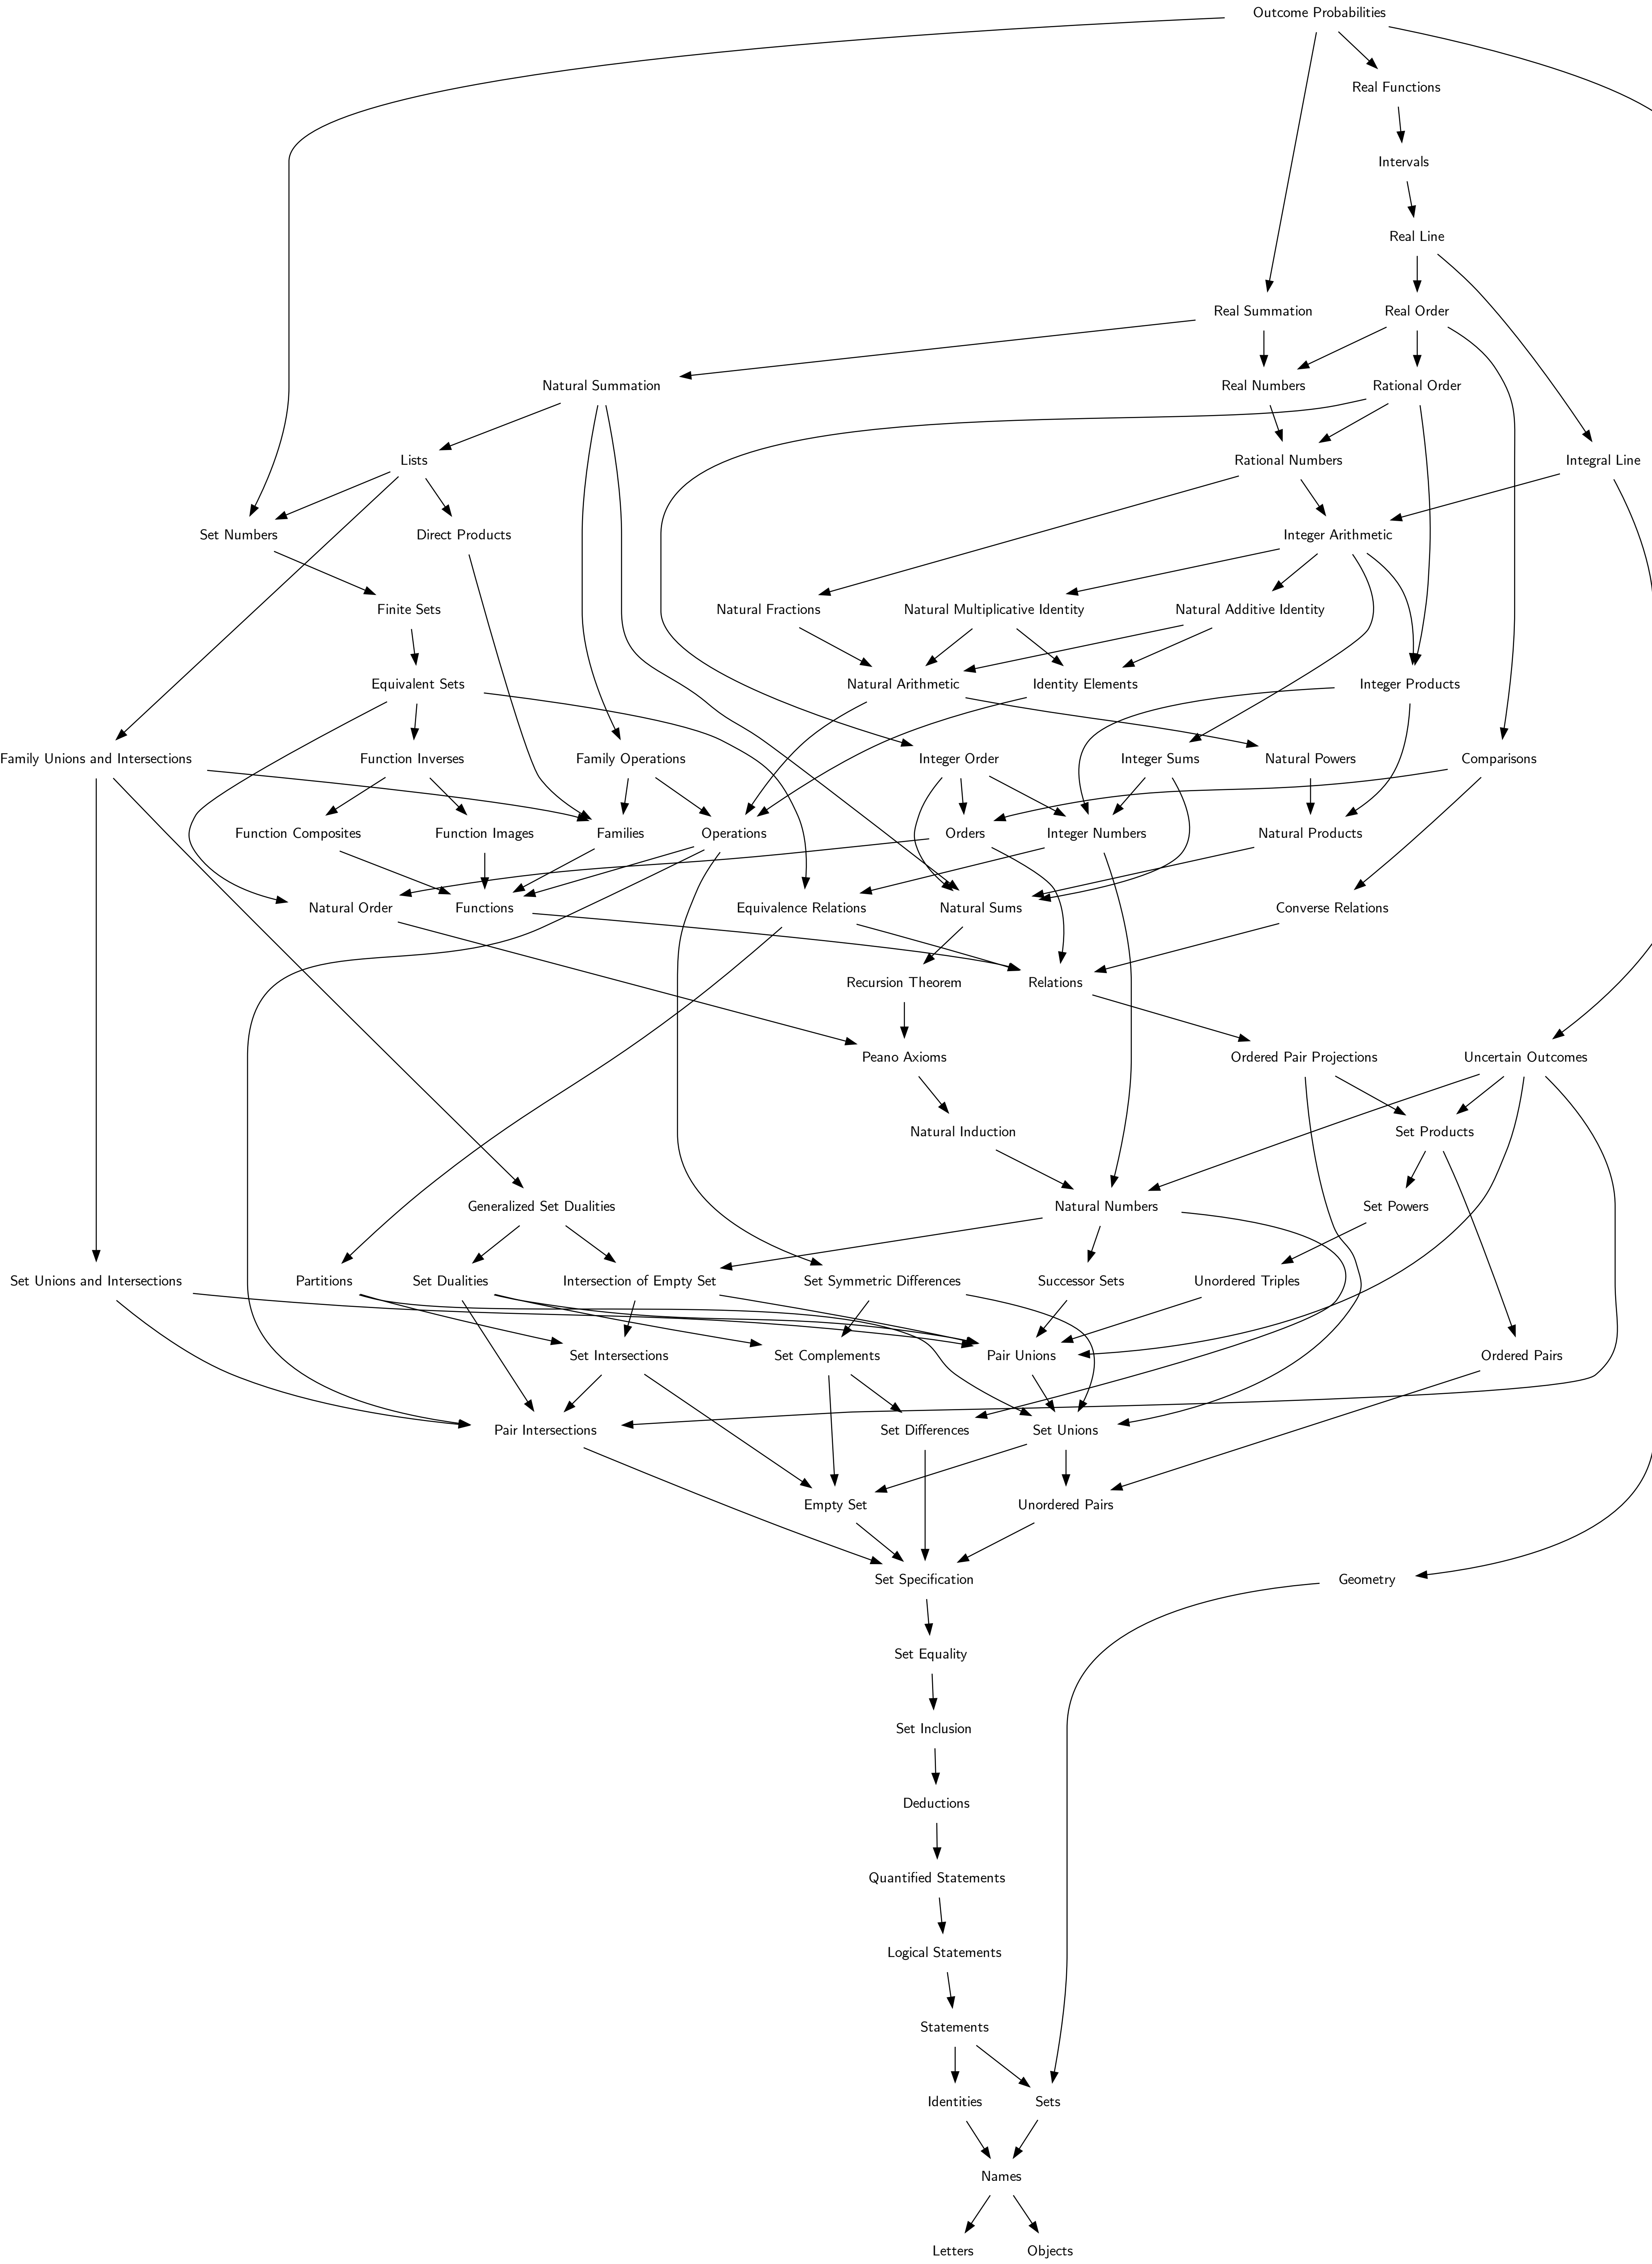 Outcome Probabilities
Real Functions
Intervals
Real Line
Real Summation
Real Order
Natural Summation
Real Numbers
Rational Order
Lists
Rational Numbers
Integral Line
Set Numbers
Direct Products
Integer Arithmetic
Finite Sets
Natural Fractions
Natural Multiplicative Identity
Natural Additive Identity
Equivalent Sets
Natural Arithmetic
Identity Elements
Integer Products
Family Unions and Intersections
Function Inverses
Family Operations
Integer Order
Integer Sums
Natural Powers
Comparisons
Function Composites
Function Images
Families
Operations
Orders
Integer Numbers
Natural Products
Natural Order
Functions
Equivalence Relations
Natural Sums
Converse Relations
Recursion Theorem
Relations
Peano Axioms
Ordered Pair Projections
Uncertain Outcomes
Natural Induction
Set Products
Generalized Set Dualities
Natural Numbers
Set Powers
Set Unions and Intersections
Partitions
Set Dualities
Intersection of Empty Set
Set Symmetric Differences
Successor Sets
Unordered Triples
Set Intersections
Set Complements
Pair Unions
Ordered Pairs
Pair Intersections
Set Differences
Set Unions
Empty Set
Unordered Pairs
Set Specification
Geometry
Set Equality
Set Inclusion
Deductions
Quantified Statements
Logical Statements
Statements
Identities
Sets
Names
Letters
Objects